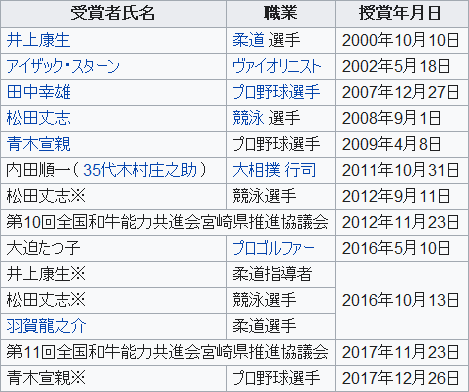 受賞者氏名 職業 授賞年月日
井上康生 柔道 選手 2000年10月10日
アイザック・スターン ヴァイオリニスト 2002年5月18日
田中幸雄 プロ野球選手 2007年12月27日
松田丈志 競泳 選手 2008年9月1日
青木宣親 プロ野球選手 2009年4月8日
内田順一（ 35代木村庄之助 ） 大相撲 行司 2011年10月31日
松田丈志※ 競泳選手 2012年9月11日
第10回全国和牛能力共進会宮崎県推進協議会 2012年11月23日
大迫たつ子 プロゴルファー 2016年5月10日
井上康生※ 柔道指導者
松田丈志※ 競泳選手 2016年10月13日
羽賀龍之介 柔道選手
第11回全国和牛能力共進会宮崎県推進協議会 2017年11月23日
青木宣親※ プロ野球選手 2017年12月26日